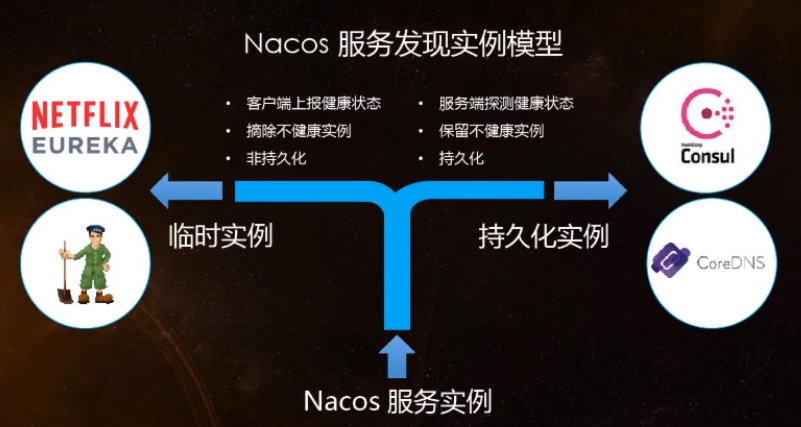 Nacos 服务发现实例模型
NETFLIX
EUREKA
• 客户端上报健康状态
• 摘除不健康实例
• 非持久化
• 服务端探测健康状态
• 保留不健康实例
• 持久化
HashiCorp
Consul
临时实例
持久化实例
CoreDNS
Nacos 服务实例